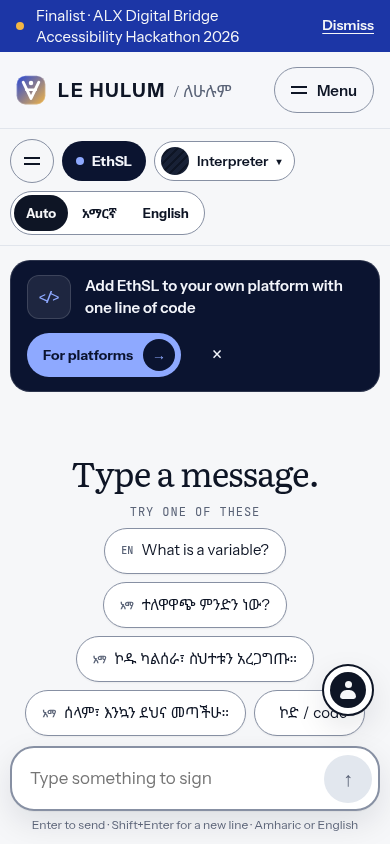 Finalist · ALX Digital Bridge
Accessibility Hackathon 2026
Dismiss
LE HULUM / ለሁሉም
Menu
EthSL
Interpreter
Auto
አማርኛ
English
</>
Add EthSL to your own platform with
one line of code
For platforms →
×
Type a message.
TRY ONE OF THESE
EN What is a variable?
አማ ተለዋዋጭ ምንድን ነው?
አማ ኮዱ ካልሰራ፣ ስህተቱን አረጋግጡ።
አማ ሰላም፣ እንኳን ደህና መጣችሁ።
ኮድ / code
Type something to sign
↑
Enter to send · Shift+Enter for a new line · Amharic or English